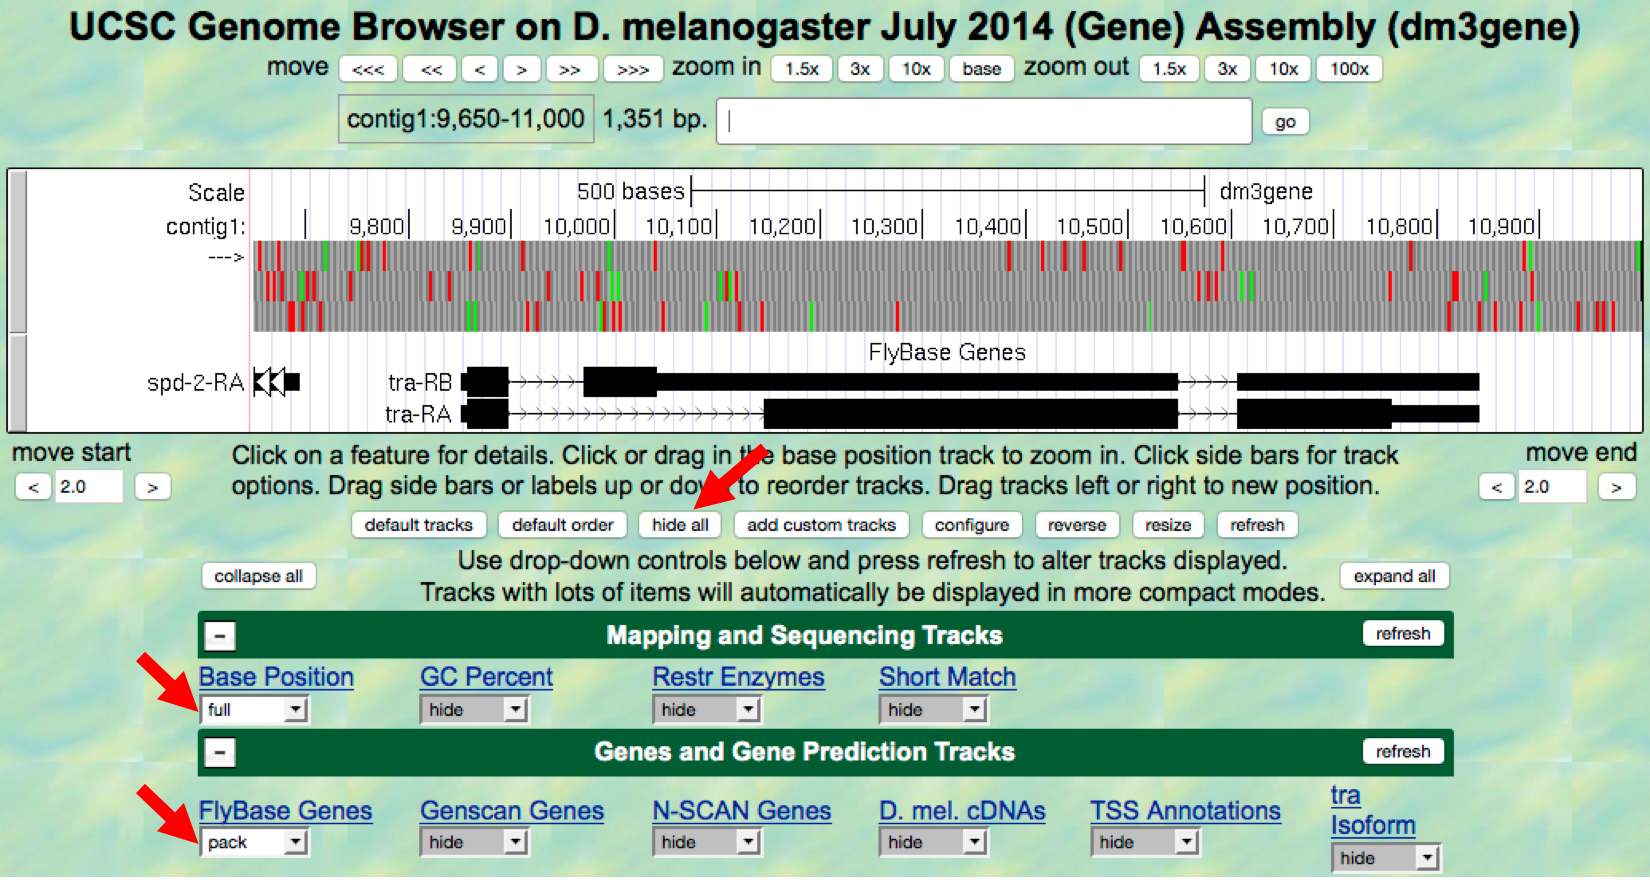 UCSC Genome Browser on D. melanogaster July 2014 (Gene) Assembly (dm3gene)
move <<< << < > >> >>> zoom in 1.5x 3x 10x base zoom out 1.5x 3x 10x 100x
contig1:9,650-11,000 1,351 bp. go
Scale 500 bases dm3gene
contig1: 9,800 9,900 10,000 10,100 10,200 10,300 10,400 10,500 10,600 10,700 10,800 10,900
--->
FlyBase Genes
spd-2-RA tra-RB
tra-RA
move start Click on a feature for details. Click or drag in the base position track to zoom in. Click side bars for track move end
< 2.0 > options. Drag side bars or labels up or down to reorder tracks. Drag tracks left or right to new position. < 2.0 >
default tracks default order hide all add custom tracks configure reverse resize refresh
collapse all Use drop-down controls below and press refresh to alter tracks displayed. expand all
Tracks with lots of items will automatically be displayed in more compact modes.
- Mapping and Sequencing Tracks refresh
Base Position GC Percent Restr Enzymes Short Match
full hide hide hide
- Genes and Gene Prediction Tracks refresh
FlyBase Genes Genscan Genes N-SCAN Genes D. mel. cDNAs TSS Annotations tra Isoform
pack hide hide hide hide hide